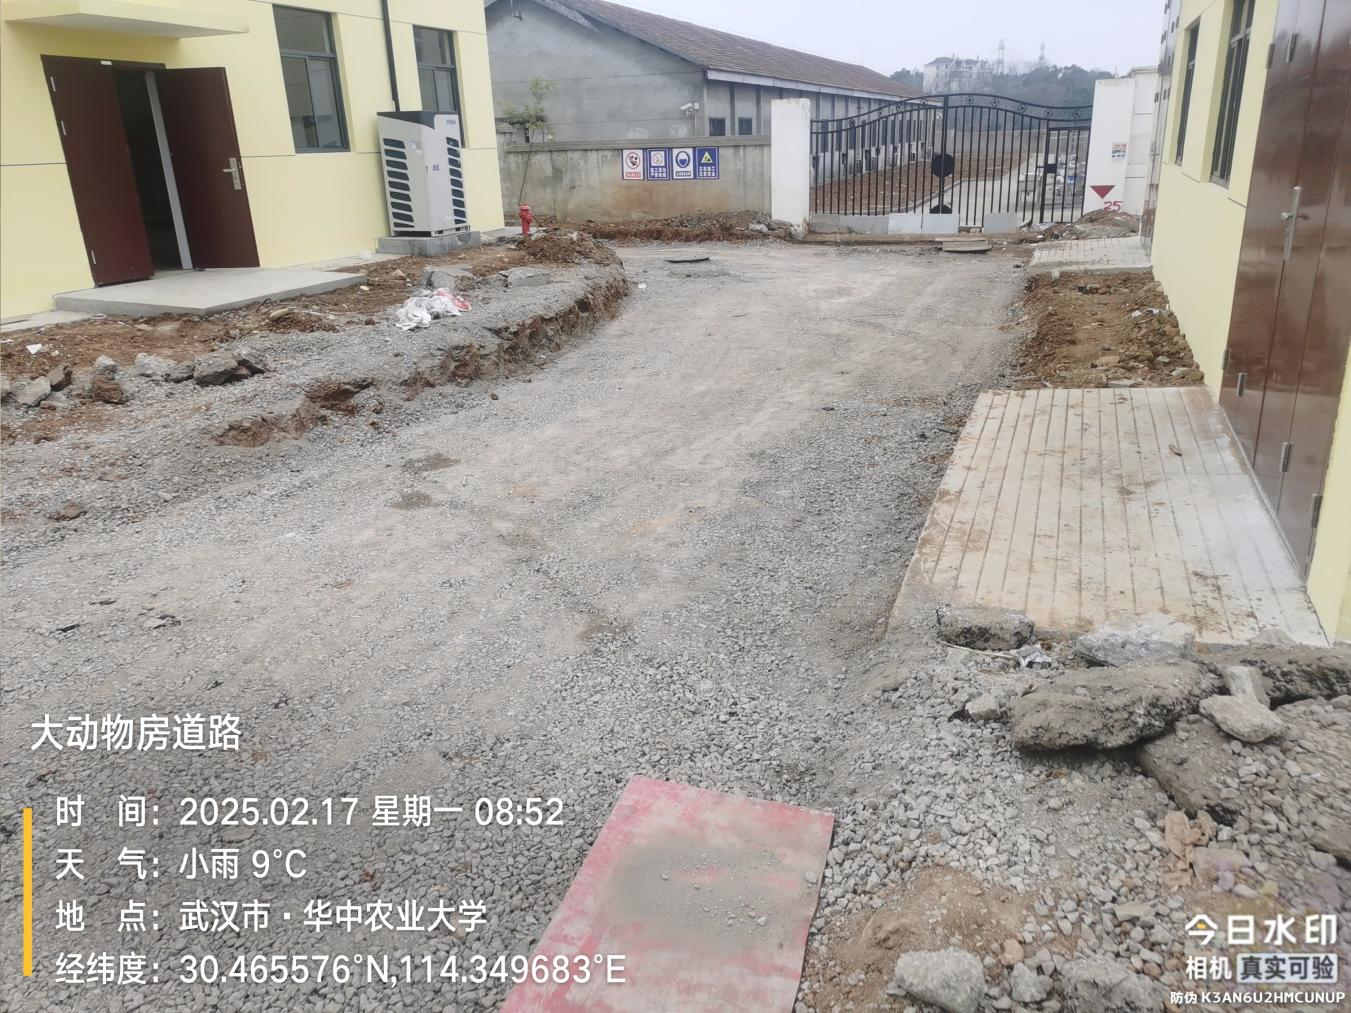 25
大动物房道路
时 间：2025.02.17 星期一 08:52
天 气：小雨 9°C
地 点：武汉市·华中农业大学
经纬度：30.465576°N,114.349683°E
今日水印
相机 真实可验
防伪 K3AN6U2HMCUNUP